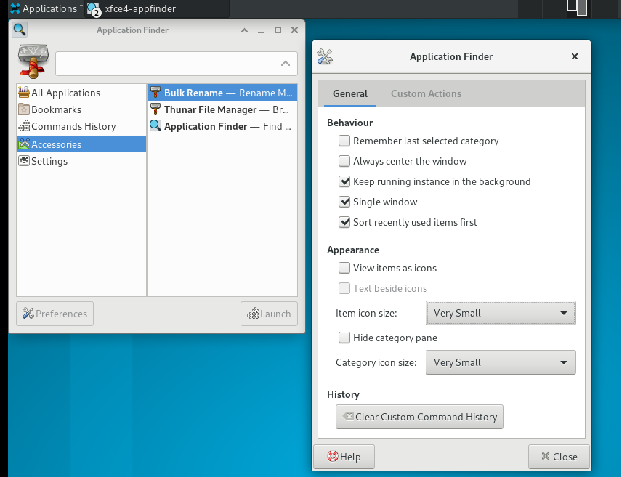 Applications
2
xfce4-appfinder
Application Finder
All Applications
Bookmarks
Commands History
Accessories
Settings
Bulk Rename — Rename M...
Thunar File Manager — Br...
Application Finder — Find ...
Preferences
Launch
Application Finder
General
Custom Actions
Behaviour
Remember last selected category
Always center the window
Keep running instance in the background
Single window
Sort recently used items first
Appearance
View items as icons
Text beside icons
Item icon size: Very Small
Hide category pane
Category icon size: Very Small
History
Clear Custom Command History
Help
Close